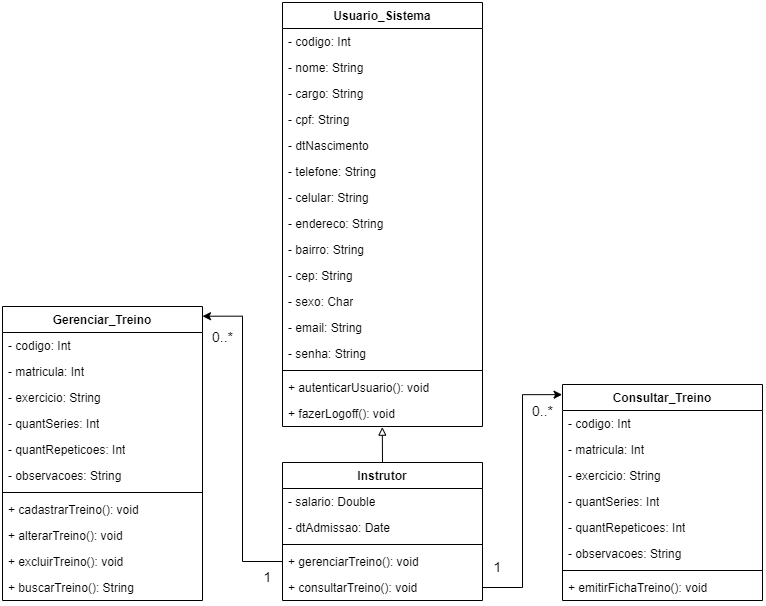 Usuario_Sistema
- codigo: Int
- nome: String
- cargo: String
- cpf: String
- dtNascimento
- telefone: String
- celular: String
- endereco: String
- bairro: String
- cep: String
- sexo: Char
- email: String
- senha: String
+ autenticarUsuario(): void
+ fazerLogoff(): void
Gerenciar_Treino
- codigo: Int
- matricula: Int
- exercicio: String
- quantSeries: Int
- quantRepeticoes: Int
- observacoes: String
+ cadastrarTreino(): void
+ alterarTreino(): void
+ excluirTreino(): void
+ buscarTreino(): String
0..*
1
Instrutor
- salario: Double
- dtAdmissao: Date
+ gerenciarTreino(): void
+ consultarTreino(): void
1
0..*
Consultar_Treino
- codigo: Int
- matricula: Int
- exercicio: String
- quantSeries: Int
- quantRepeticoes: Int
- observacoes: String
+ emitirFichaTreino(): void